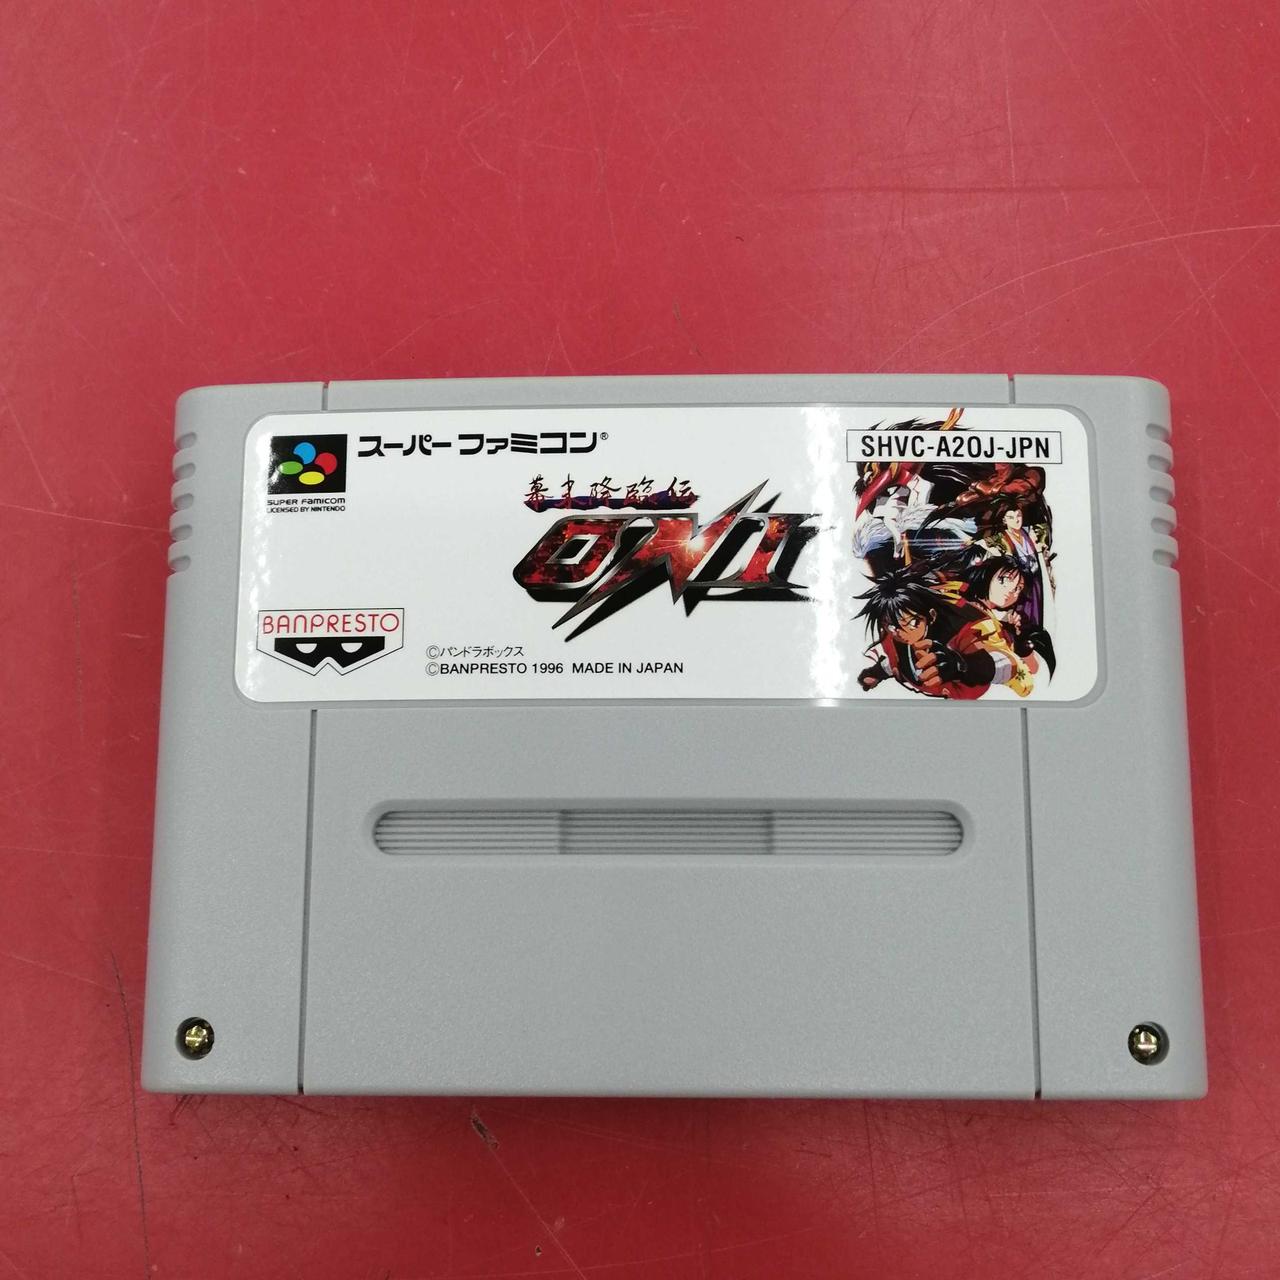 スーパーファミコン®
SHVC-A2OJ-JPN
SUPER FAMICOM
LICENSED BY NINTENDO
幕末降臨伝
ONI
BANPRESTO
©パンドラボックス
©BANPRESTO 1996 MADE IN JAPAN